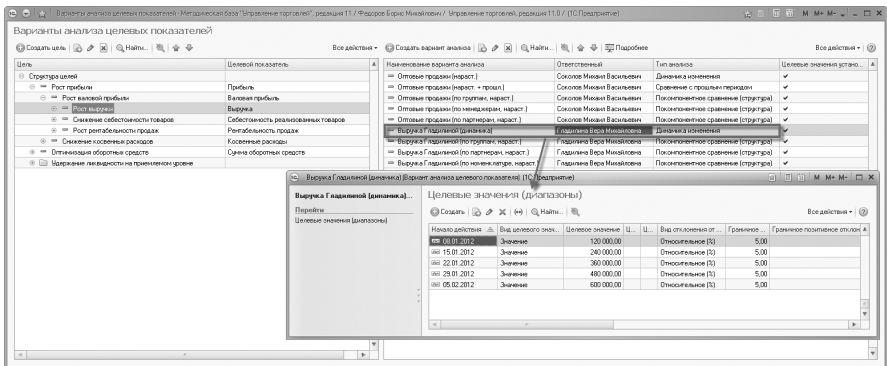 Варианты анализа целевых показателей - Методическая база "Управление торговлей", редакция 11 / Федоров Борис Михайлович / Управление торговлей, редакция 11.0 / (1С:Предприятие)
M M+ M-
Варианты анализа целевых показателей
Создать цель Найти... Все действия
Создать вариант анализа Найти... Подробнее Все действия
Цель Целевой показатель
Структура целей
Рост прибыли Прибыль
Рост валовой прибыли Валовая прибыль
Рост выручки Выручка
Снижение себестоимости товаров Себестоимость реализованных товаров
Рост рентабельности продаж Рентабельность продаж
Снижение косвенных расходов Косвенные расходы
Оптимизация оборотных средств Сумма оборотных средств
Удержание ликвидности на приемлемом уровне
Наименование варианта анализа Ответственный Тип анализа Целевые значения устано...
Оптовые продажи (нараст.) Соколов Михаил Васильевич Динамика изменения
Оптовые продажи (нараст. + прошл.) Соколов Михаил Васильевич Сравнение с прошлым периодом
Оптовые продажи (по группам, нараст.) Соколов Михаил Васильевич Покомпонентное сравнение (структура)
Оптовые продажи (по менеджерам, нараст.) Соколов Михаил Васильевич Покомпонентное сравнение (структура)
Оптовые продажи (по партнерам, нараст.) Соколов Михаил Васильевич Покомпонентное сравнение (структура)
Выручка Гладилиной (динамика) Гладилина Вера Михайловна Динамика изменения
Выручка Гладилиной (по группам, нараст.) Гладилина Вера Михайловна Покомпонентное сравнение (структура)
Выручка Гладилиной (по партнерам, нараст.) Гладилина Вера Михайловна Покомпонентное сравнение (структура)
Выручка Гладилиной (по номенклатуре, нараст.) Гладилина Вера Михайловна Покомпонентное сравнение (структура)
Выручка Гладилиной (динамика) (Вариант анализа целевого показателя) (1С:Предприятие)
M M+ M-
Выручка Гладилиной (динамика)...
Перейти
Целевые значения (диапазоны)
Целевые значения (диапазоны)
Создать Найти... Все действия
Начало действия Вид целевого знач... Целевое значение Ц... Ц... Вид отклонения от ... Граничное ... Граничное позитивное отклон
08.01.2012 Значение 120 000,00 Относительное (%) 5,00
15.01.2012 Значение 240 000,00 Относительное (%) 5,00
22.01.2012 Значение 360 000,00 Относительное (%) 5,00
29.01.2012 Значение 480 000,00 Относительное (%) 5,00
05.02.2012 Значение 600 000,00 Относительное (%) 5,00